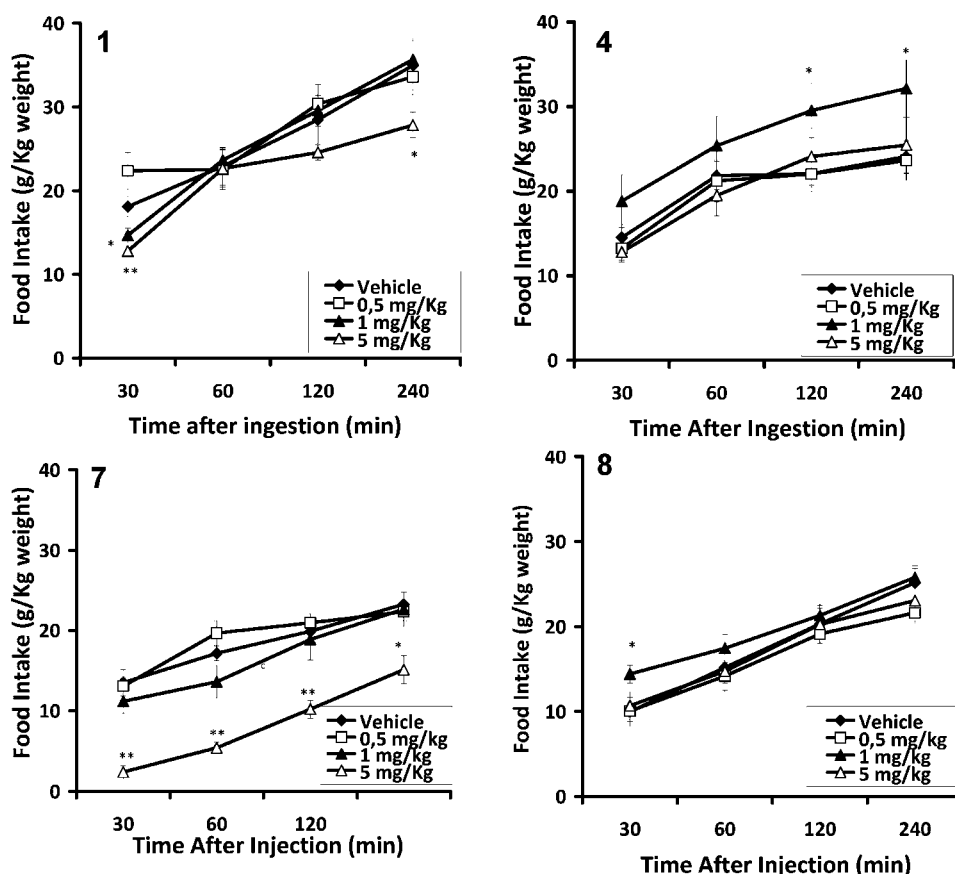 1
Food Intake (g/Kg weight)
40
30
20
10
0
*
**
*
Vehicle
0,5 mg/Kg
1 mg/Kg
5 mg/Kg
30 60 120 240
Time after ingestion (min)
4
Food Intake (g/Kg weight)
40
30
20
10
0
*
*
Vehicle
0,5 mg/Kg
1 mg/Kg
5 mg/Kg
30 60 120 240
Time After Ingestion (min)
7
Food Intake (g/Kg weight)
40
30
20
10
0
**
**
**
*
Vehicle
0,5 mg/kg
1 mg/kg
5 mg/Kg
30 60 120
Time After Injection (min)
8
Food Intake (g/Kg weight)
40
30
20
10
0
*
Vehicle
0,5 mg/kg
1 mg/kg
5 mg/kg
30 60 120 240
Time After Injection (min)